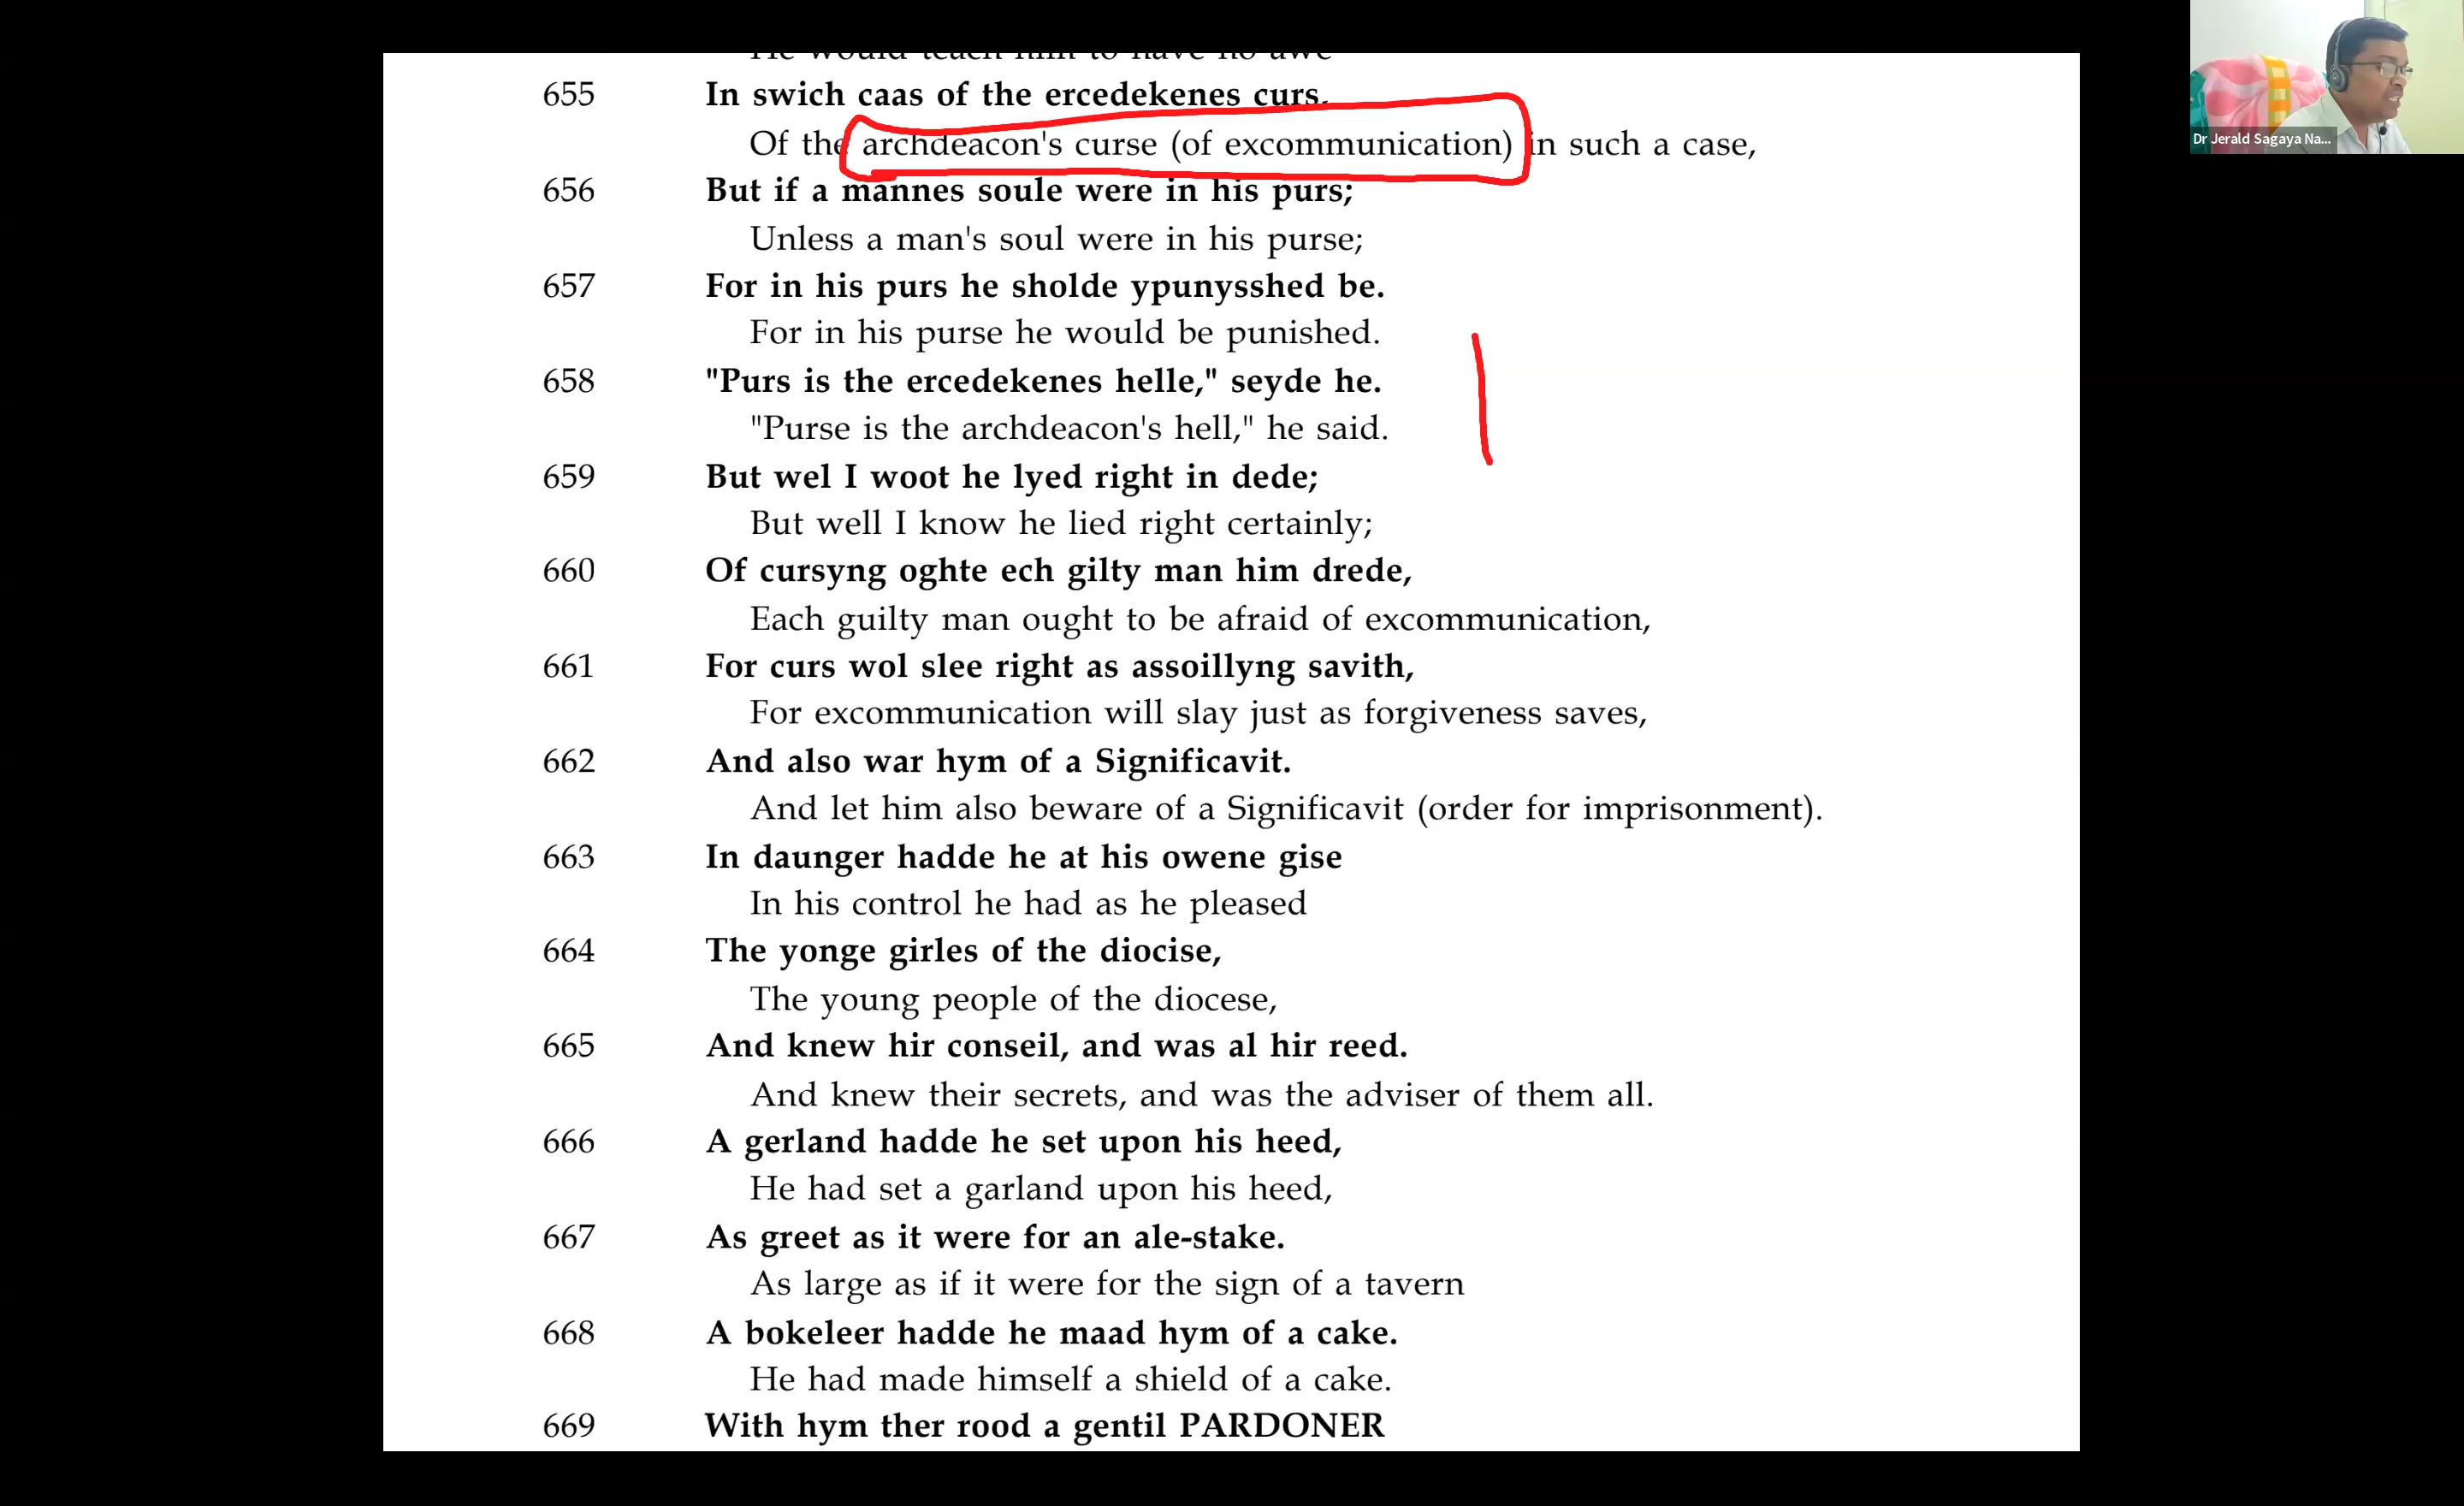 He would teach him to have no awe
655 In swich caas of the ercedekenes curs,
Of the archdeacon's curse (of excommunication) in such a case,
656 But if a mannes soule were in his purs;
Unless a man's soul were in his purse;
657 For in his purs he sholde ypunysshed be.
For in his purse he would be punished.
658 "Purs is the ercedekenes helle," seyde he.
"Purse is the archdeacon's hell," he said.
659 But wel I woot he lyed right in dede;
But well I know he lied right certainly;
660 Of cursyng oghte ech gilty man him drede,
Each guilty man ought to be afraid of excommunication,
661 For curs wol slee right as assoillyng savith,
For excommunication will slay just as forgiveness saves,
662 And also war hym of a Significavit.
And let him also beware of a Significavit (order for imprisonment).
663 In daunger hadde he at his owene gise
In his control he had as he pleased
664 The yonge girles of the diocise,
The young people of the diocese,
665 And knew hir conseil, and was al hir reed.
And knew their secrets, and was the adviser of them all.
666 A gerland hadde he set upon his heed,
He had set a garland upon his heed,
667 As greet as it were for an ale-stake.
As large as if it were for the sign of a tavern
668 A bokeleer hadde he maad hym of a cake.
He had made himself a shield of a cake.
669 With hym ther rood a gentil PARDONER
Dr Jerald Sagaya Na...